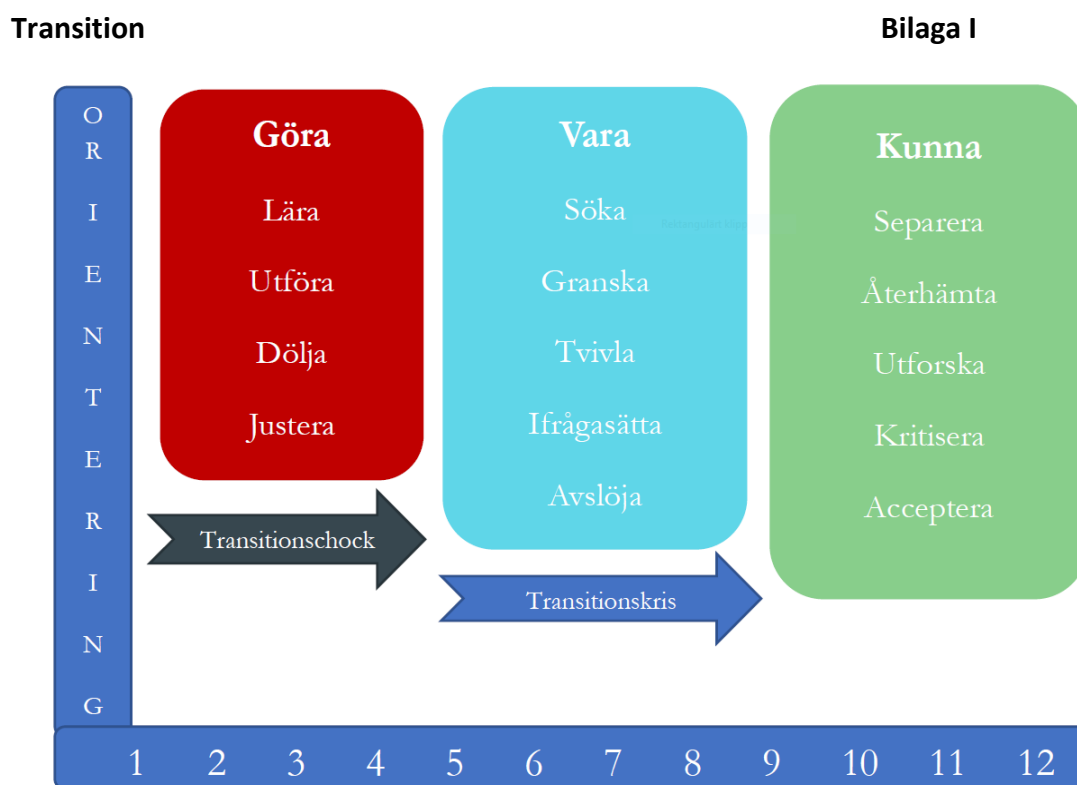 Transition
Bilaga I
ORIENTERING
Göra
Lära
Utföra
Dölja
Justera
Vara
Söka
Granska
Tvivla
Ifrågasätta
Avslöja
Kunna
Separera
Återhämta
Utforska
Kritisera
Acceptera
Transitionschock
Transitionskris
1 2 3 4 5 6 7 8 9 10 11 12